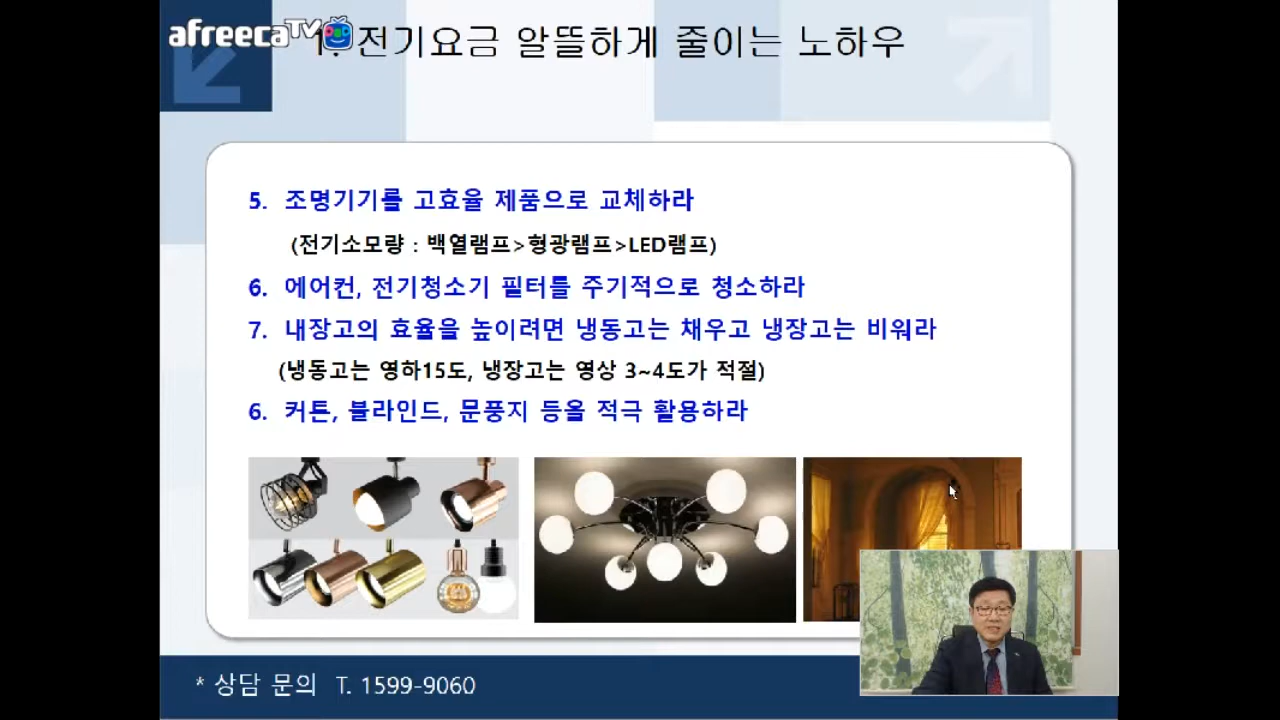 afreecaTV
1. 전기요금 알뜰하게 줄이는 노하우
5. 조명기기를 고효율 제품으로 교체하라
(전기소모량 : 백열램프>형광램프>LED램프)
6. 에어컨, 전기청소기 필터를 주기적으로 청소하라
7. 내장고의 효율을 높이려면 냉동고는 채우고 냉장고는 비워라
(냉동고는 영하15도, 냉장고는 영상 3~4도가 적절)
6. 커튼, 블라인드, 문풍지 등올 적극 활용하라
* 상담 문의 T. 1599-9060